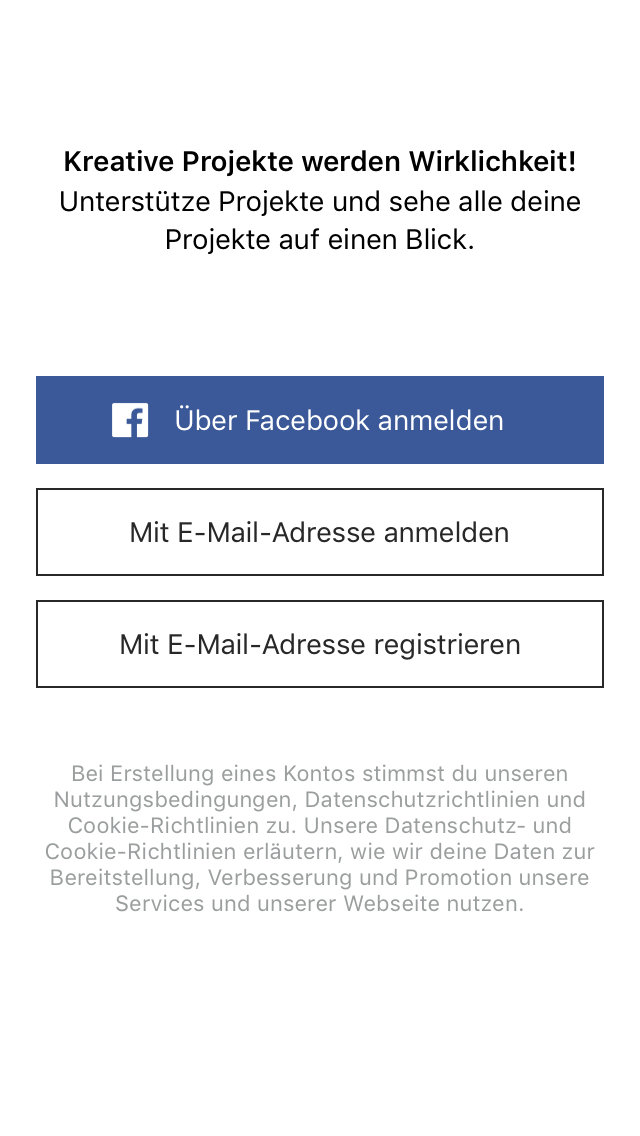 Kreative Projekte werden Wirklichkeit!
Unterstütze Projekte und sehe alle deine
Projekte auf einen Blick.
Über Facebook anmelden
Mit E-Mail-Adresse anmelden
Mit E-Mail-Adresse registrieren
Bei Erstellung eines Kontos stimmst du unseren
Nutzungsbedingungen, Datenschutzrichtlinien und
Cookie-Richtlinien zu. Unsere Datenschutz- und
Cookie-Richtlinien erläutern, wie wir deine Daten zur
Bereitstellung, Verbesserung und Promotion unsere
Services und unserer Webseite nutzen.